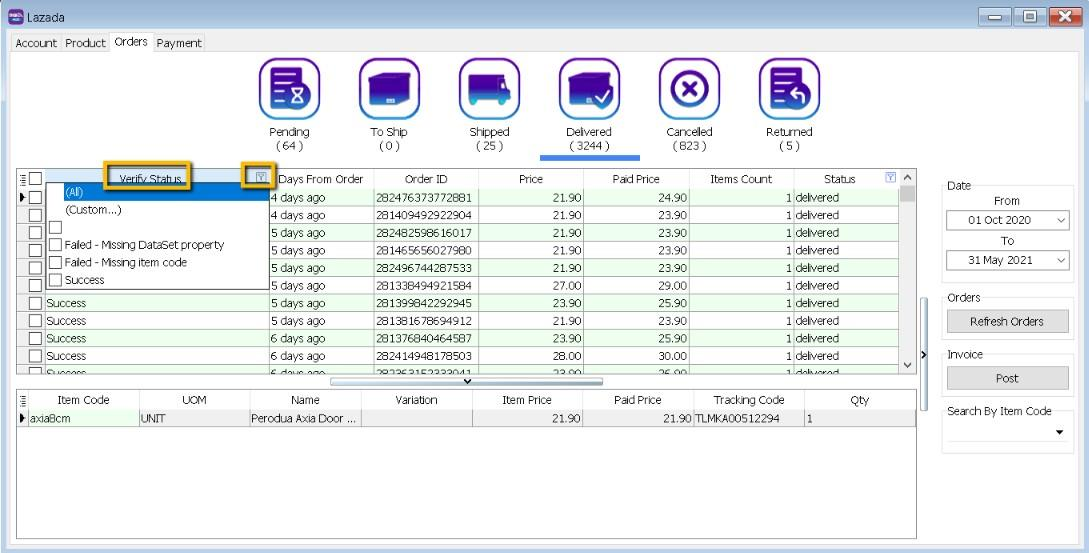 Lazada
Account Product Orders Payment
Pending To Ship Shipped Delivered Cancelled Returned
( 64 ) ( 0 ) ( 25 ) ( 3244 ) ( 823 ) ( 5 )
Verify Status Days From Order Order ID Price Paid Price Items Count Status
(All) 4 days ago 282476373772881 21.90 24.90 1 delivered
(Custom...) 4 days ago 281409492922904 21.90 23.90 1 delivered
5 days ago 282482598616017 21.90 23.90 1 delivered
Failed - Missing DataSet property 5 days ago 281465656027980 21.90 23.90 1 delivered
Failed - Missing item code 5 days ago 282496744287533 21.90 23.90 1 delivered
Success 5 days ago 281338494921584 27.00 29.00 1 delivered
Success 5 days ago 281399842292945 23.90 25.90 1 delivered
Success 5 days ago 281381678694912 21.90 23.90 1 delivered
Success 6 days ago 281376840464587 23.90 25.90 1 delivered
Success 6 days ago 282414948178503 28.00 30.00 1 delivered
Success 6 days ago 1 delivered
Date
From
01 Oct 2020
To
31 May 2021
Orders
Refresh Orders
Invoice
Post
Search By Item Code
Item Code UOM Name Variation Item Price Paid Price Tracking Code Qty
axia8cm UNIT Perodua Axia Door ... 21.90 21.90 TLMKA00512294 1